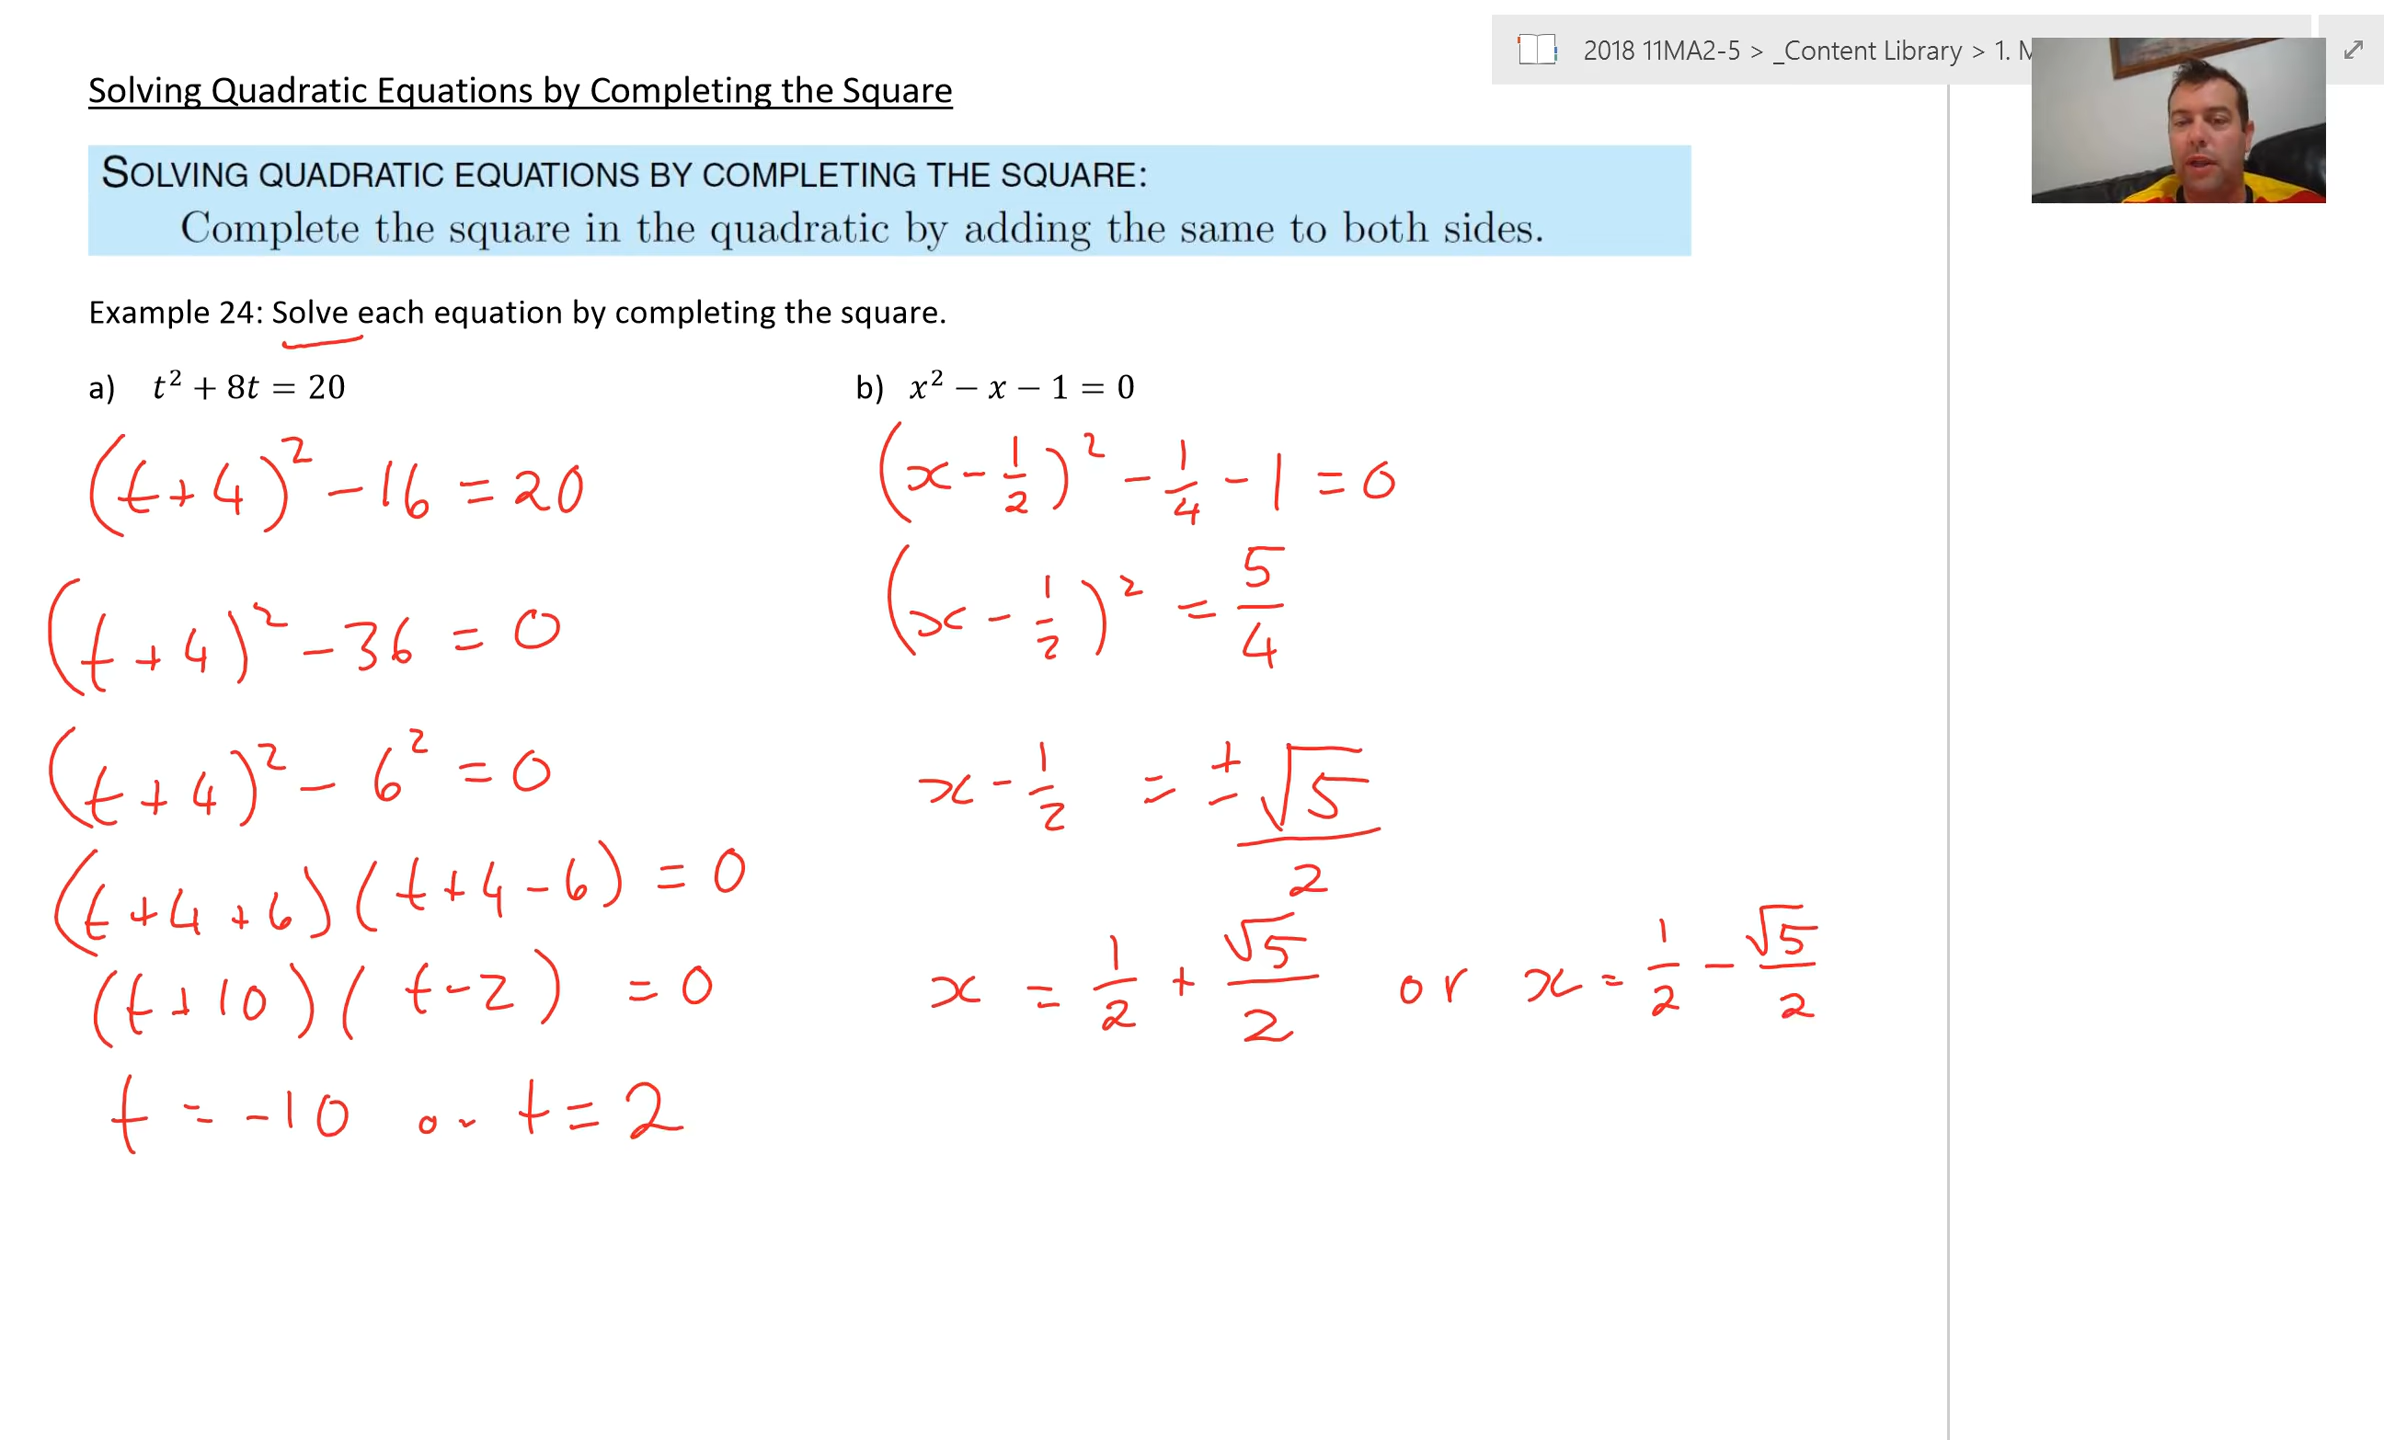 2018 11MA2-5 > _Content Library > 1. M
Solving Quadratic Equations by Completing the Square
SOLVING QUADRATIC EQUATIONS BY COMPLETING THE SQUARE:
Complete the square in the quadratic by adding the same to both sides.
Example 24: Solve each equation by completing the square.
a) t² + 8t = 20
(t+4)² - 16 = 20
(t+4)² - 36 = 0
(t+4)² - 6² = 0
(t+4+6)(t+4-6) = 0
(t+10)(t-2) = 0
t = -10 or t = 2
b) x² − x − 1 = 0
(x - 1/2)² - 1/4 - 1 = 0
(x - 1/2)² = 5/4
x - 1/2 = ±√5/2
x = 1/2 + √5/2 or x = 1/2 - √5/2